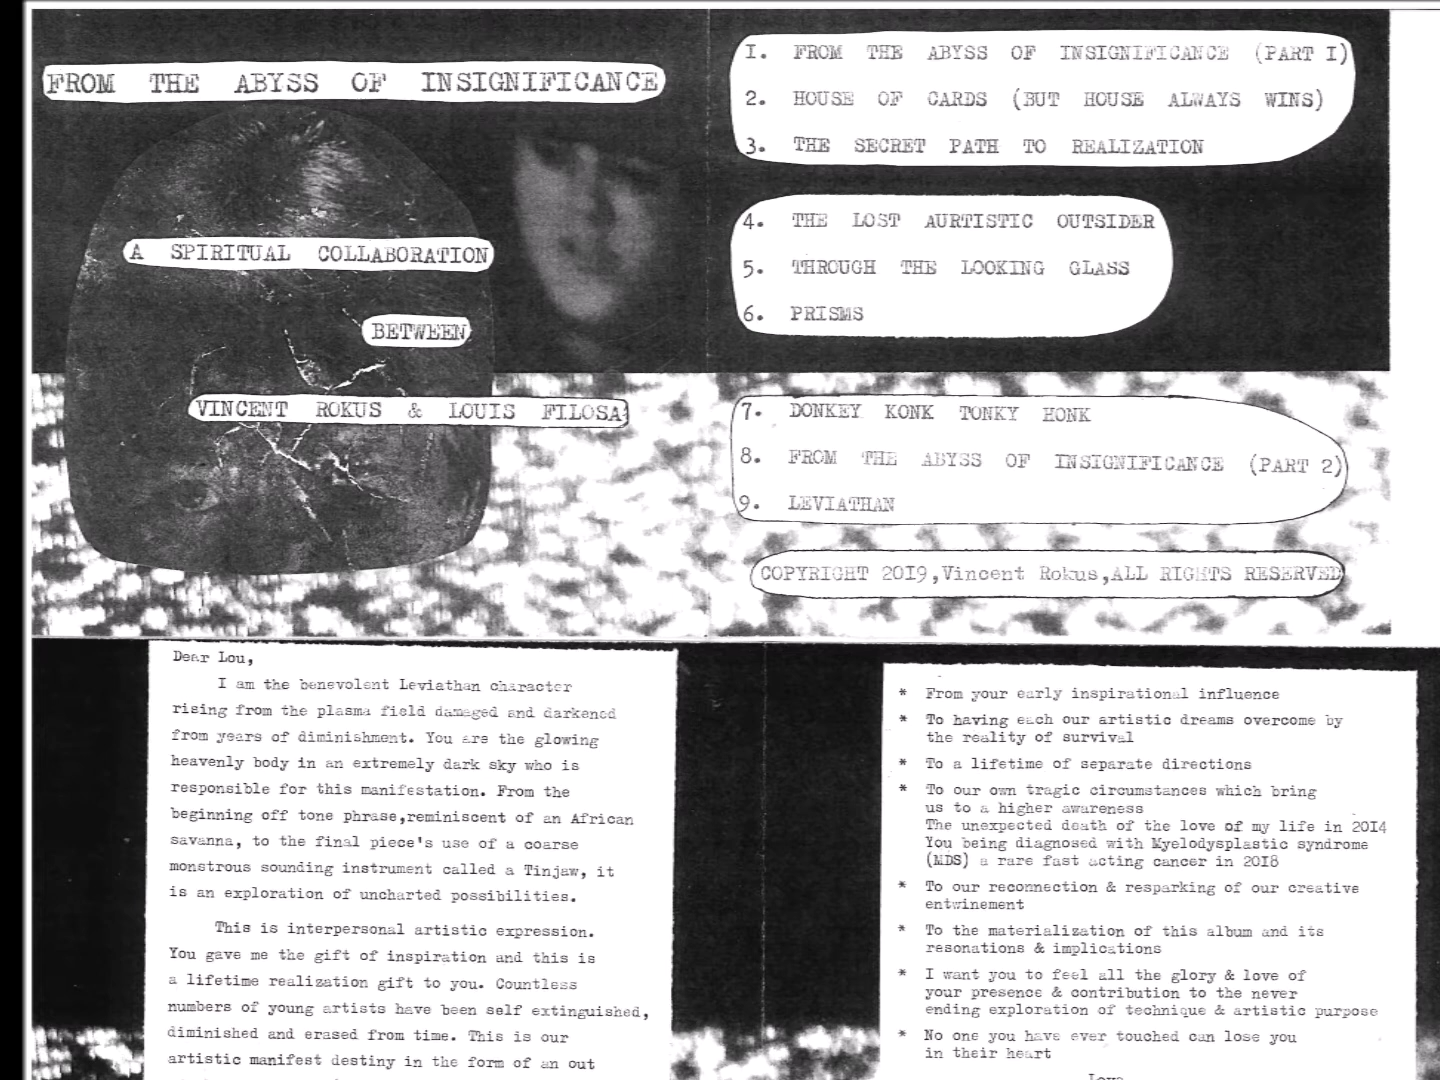 FROM THE ABYSS OF INSIGNIFICANCE
A SPIRITUAL COLLABORATION
BETWEEN
VINCENT ROKUS & LOUIS FILOSA
1. FROM THE ABYSS OF INSIGNIFICANCE (PART I)
2. HOUSE OF CARDS (BUT HOUSE ALWAYS WINS)
3. THE SECRET PATH TO REALIZATION
4. THE LOST AURTISTIC OUTSIDER
5. THROUGH THE LOOKING GLASS
6. PRISMS
7. DONKEY KONK TONKY HONK
8. FROM THE ABYSS OF INSIGNIFICANCE (PART 2)
9. LEVIATHAN
COPYRIGHT 2019,Vincent Rokus,ALL RIGHTS RESERVED
Dear Lou,
I am the benevolent Leviathan character
rising from the plasma field damaged and darkened
from years of diminishment. You are the glowing
heavenly body in an extremely dark sky who is
responsible for this manifestation. From the
beginning off tone phrase,reminiscent of an African
savanna, to the final piece's use of a coarse
monstrous sounding instrument called a Tinjaw, it
is an exploration of uncharted possibilities.
This is interpersonal artistic expression.
You gave me the gift of inspiration and this is
a lifetime realization gift to you. Countless
numbers of young artists have been self extinguished,
diminished and erased from time. This is our
artistic manifest destiny in the form of an out
* From your early inspirational influence
* To having each our artistic dreams overcome by
the reality of survival
* To a lifetime of separate directions
* To our own tragic circumstances which bring
us to a higher awareness
The unexpected death of the love of my life in 2014
You being diagnosed with Myelodysplastic syndrome
(MDS) a rare fast acting cancer in 2018
* To our reconnection & resparking of our creative
entwinement
* To the materialization of this album and its
resonations & implications
* I want you to feel all the glory & love of
your presence & contribution to the never
ending exploration of technique & artistic purpose
* No one you have ever touched can lose you
in their heart